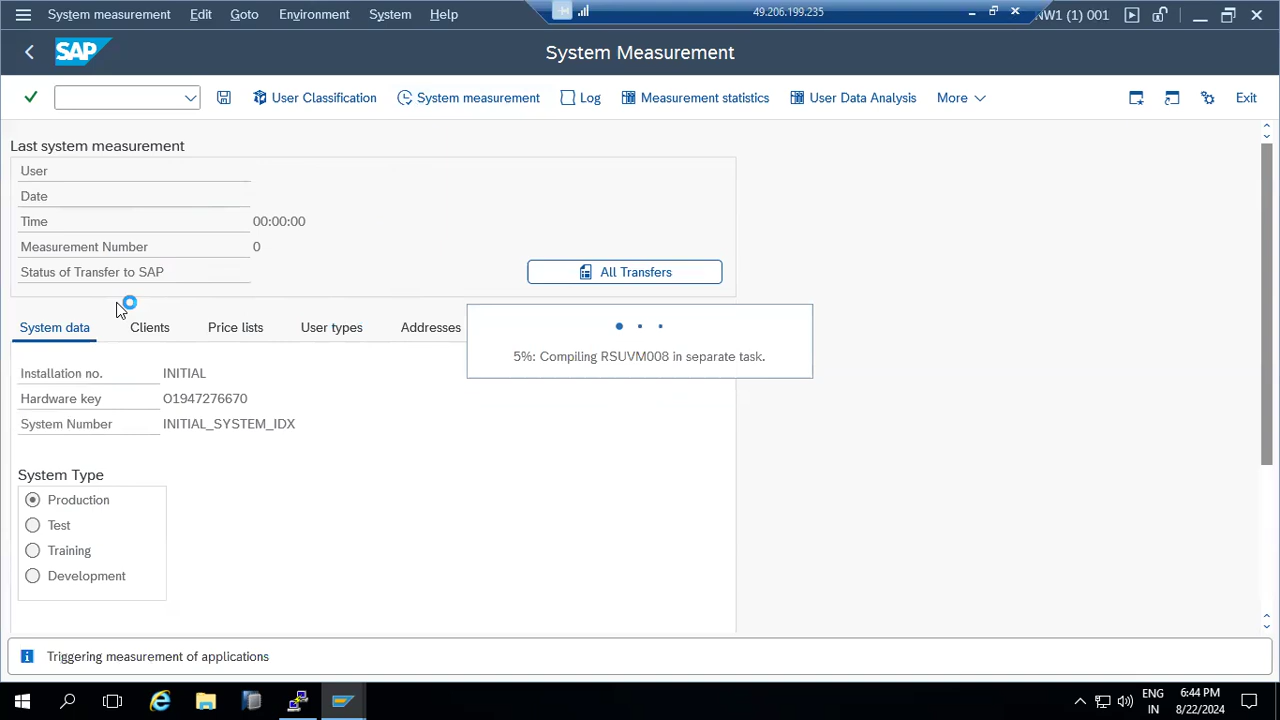 System measurement Edit Goto Environment System Help 49.206.199.235 NW1 (1) 001
SAP System Measurement
User Classification System measurement Log Measurement statistics User Data Analysis More Exit
Last system measurement
User
Date
Time 00:00:00
Measurement Number 0
Status of Transfer to SAP All Transfers
System data Clients Price lists User types Addresses
5%: Compiling RSUVM008 in separate task.
Installation no. INITIAL
Hardware key O1947276670
System Number INITIAL_SYSTEM_IDX
System Type
Production
Test
Training
Development
Triggering measurement of applications
ENG 6:44 PM
IN 8/22/2024